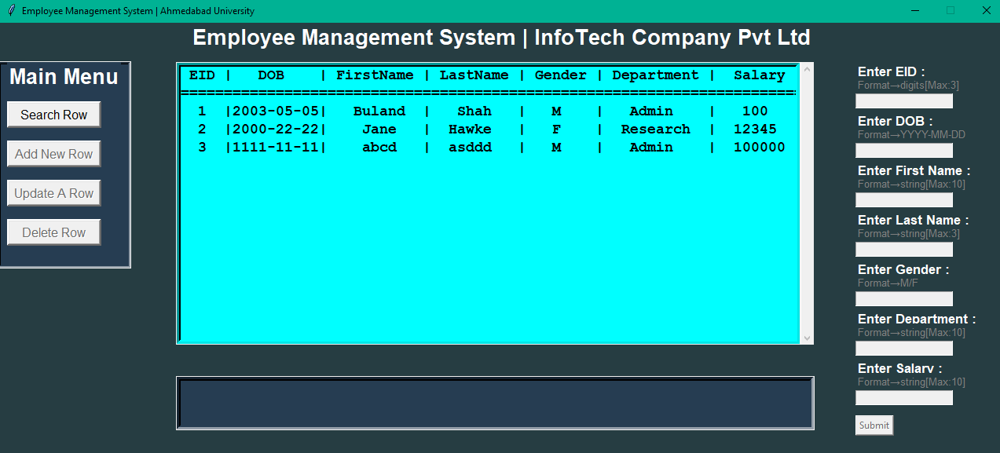 Employee Management System | Ahmedabad University
Employee Management System | InfoTech Company Pvt Ltd
Main Menu
Search Row
Add New Row
Update A Row
Delete Row
EID | DOB | FirstName | LastName | Gender | Department | Salary
=======================================================================
1 |2003-05-05| Buland | Shah | M | Admin | 100
2 |2000-22-22| Jane | Hawke | F | Research | 12345
3 |1111-11-11| abcd | asddd | M | Admin | 100000
Enter EID :
Format→digits[Max:3]
Enter DOB :
Format→YYYY-MM-DD
Enter First Name :
Format→string[Max:10]
Enter Last Name :
Format→string[Max:3]
Enter Gender :
Format→M/F
Enter Department :
Format→string[Max:10]
Enter Salary :
Format→string[Max:10]
Submit